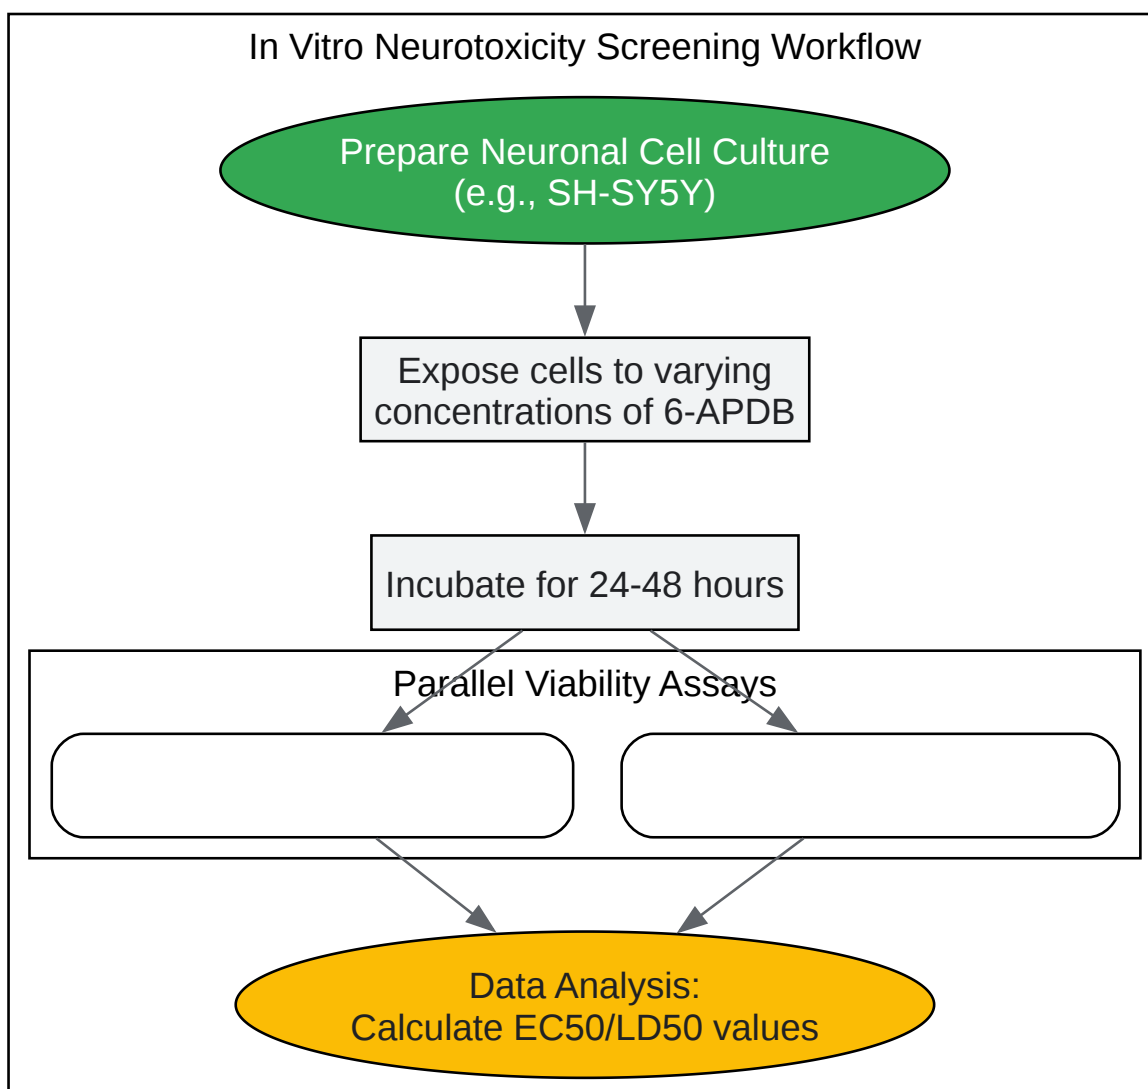 In Vitro Neurotoxicity Screening Workflow
Prepare Neuronal Cell Culture
(e.g., SH-SY5Y)
Expose cells to varying
concentrations of 6-APDB
Incubate for 24-48 hours
Parallel Viability Assays
Data Analysis:
Calculate EC50/LD50 values